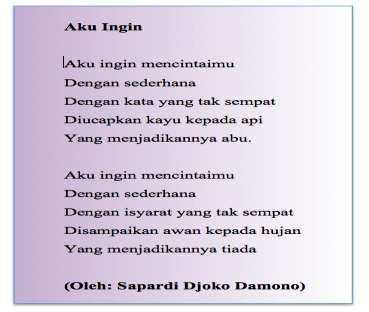 Aku Ingin
Aku ingin mencintaimu
Dengan sederhana
Dengan kata yang tak sempat
Diucapkan kayu kepada api
Yang menjadikannya abu.
Aku ingin mencintaimu
Dengan sederhana
Dengan isyarat yang tak sempat
Disampaikan awan kepada hujan
Yang menjadikannya tiada
(Oleh: Sapardi Djoko Damono)